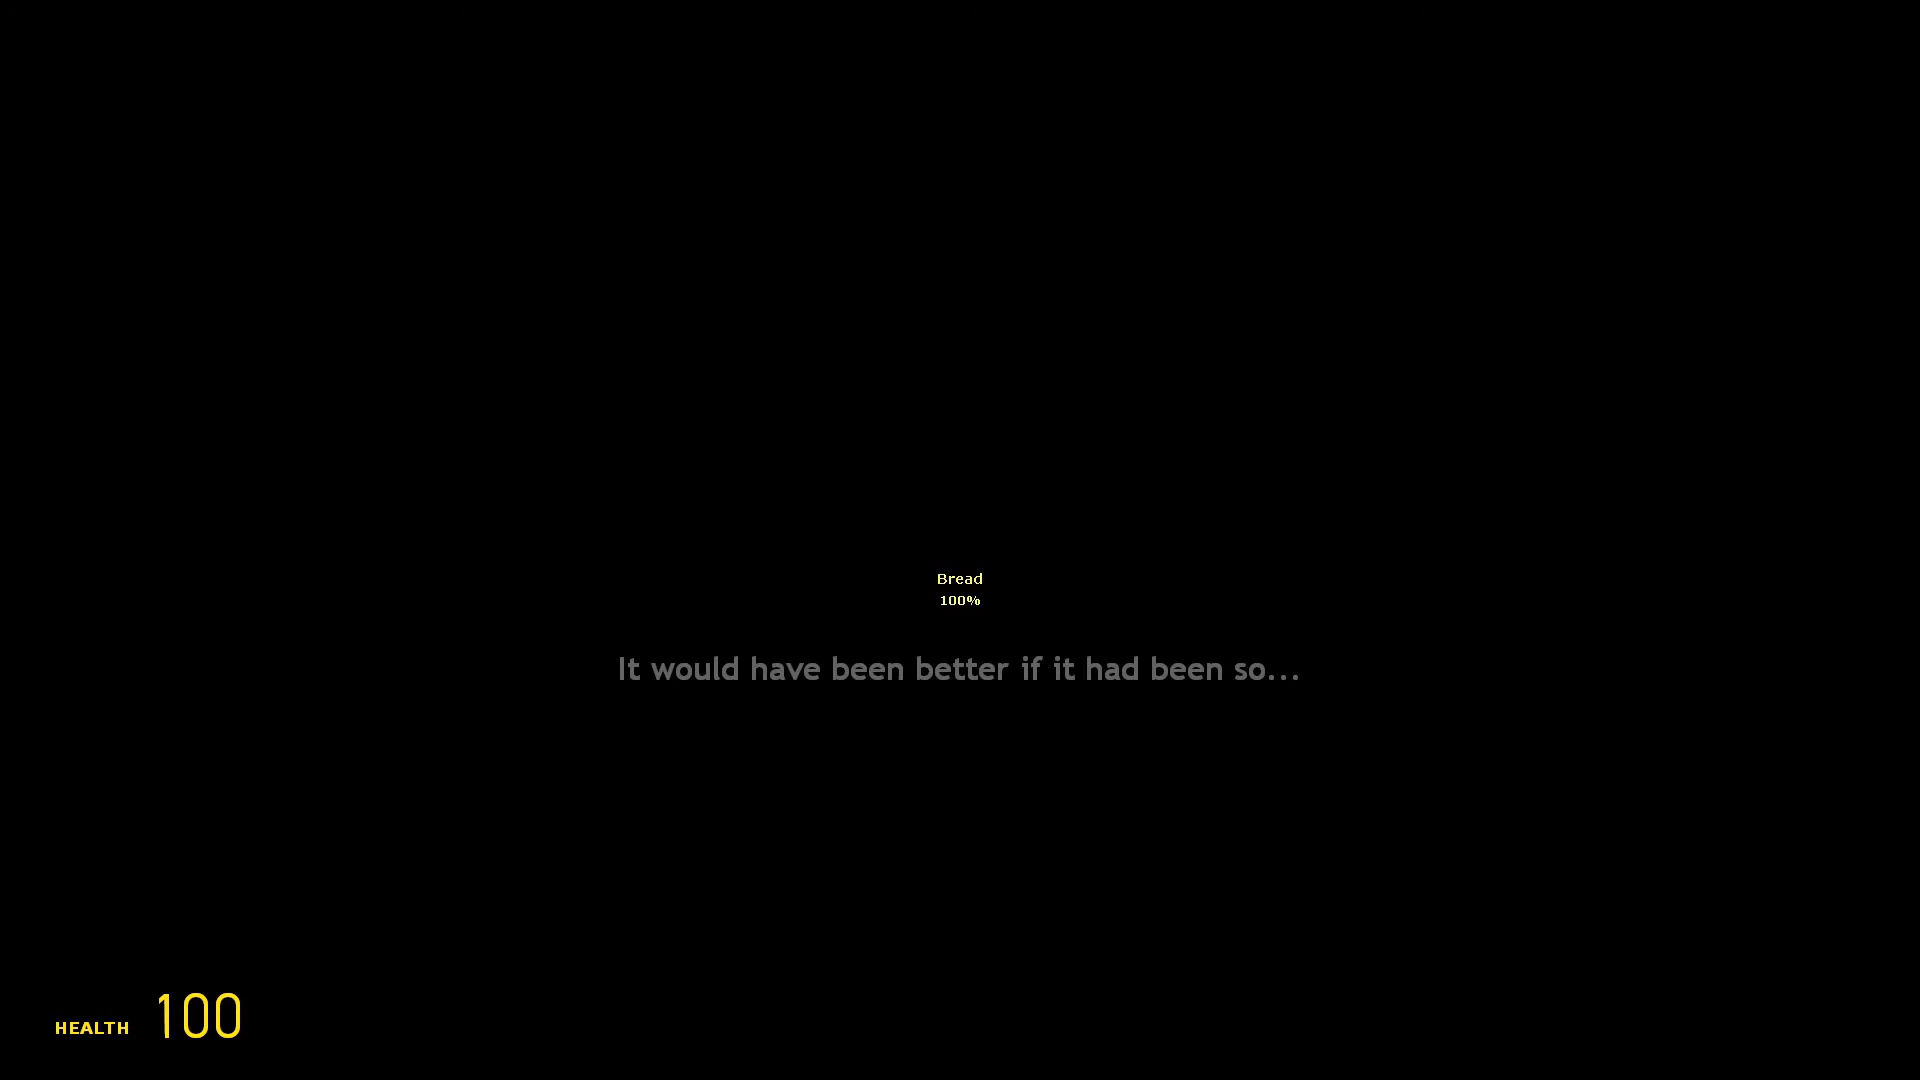 Bread
100%
It would have been better if it had been so...
HEALTH 100